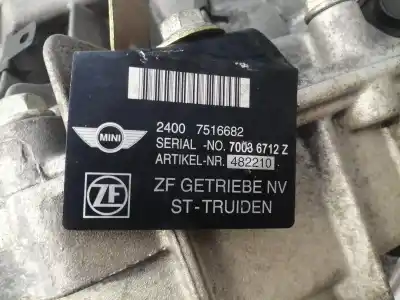 MINI
2400 7516682
SERIAL -NO. 7008 6712 Z
ARTIKEL-NR. 482210
ZF
ZF GETRIEBE NV
ST-TRUIDEN